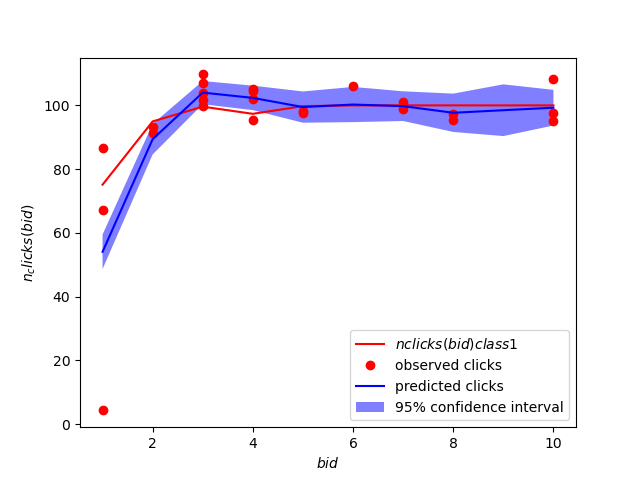 100
80
60
40
20
0
2
4
6
8
10
n_clicks(bid)
bid
nclicks(bid)class1
observed clicks
predicted clicks
95% confidence interval